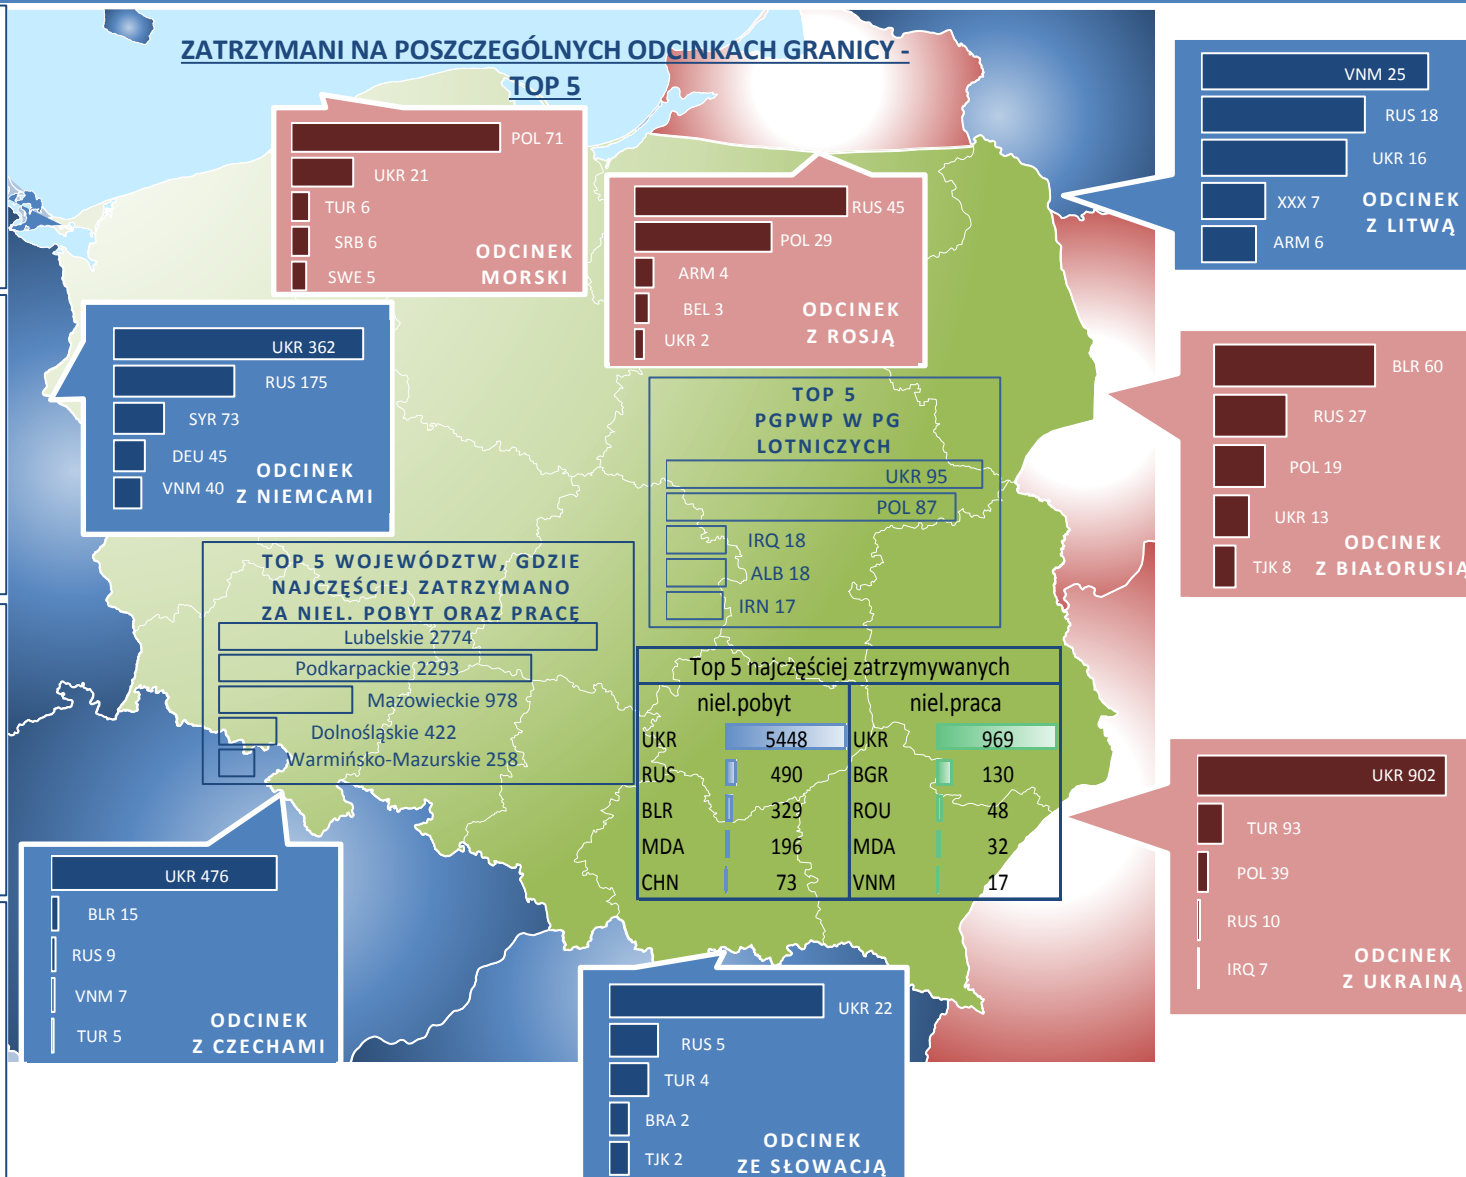 ZATRZYMANI NA POSZCZEGÓLNYCH ODCINKACH GRANICY -
TOP 5
POL 71
UKR 21
TUR 6
SRB 6
SWE 5
ODCINEK
MORSKI
RUS 45
POL 29
ARM 4
BEL 3
UKR 2
ODCINEK
Z ROSJĄ
VNM 25
RUS 18
UKR 16
XXX 7
ARM 6
ODCINEK
Z LITWĄ
UKR 362
RUS 175
SYR 73
DEU 45
VNM 40
ODCINEK
Z NIEMCAMI
TOP 5
PGPWP W PG
LOTNICZYCH
UKR 95
POL 87
IRQ 18
ALB 18
IRN 17
BLR 60
RUS 27
POL 19
UKR 13
TJK 8
ODCINEK
Z BIAŁORUSIĄ
TOP 5 WOJEWÓDZTW, GDZIE
NAJCZĘŚCIEJ ZATRZYMANO
ZA NIEL. POBYT ORAZ PRACĘ
Lubelskie 2774
Podkarpackie 2293
Mazowieckie 978
Dolnośląskie 422
Warmińsko-Mazurskie 258
Top 5 najczęściej zatrzymywanych
niel.pobyt niel.praca
UKR 5448 UKR 969
RUS 490 BGR 130
BLR 329 ROU 48
MDA 196 MDA 32
CHN 73 VNM 17
UKR 902
TUR 93
POL 39
RUS 10
IRQ 7
ODCINEK
Z UKRAINĄ
UKR 476
BLR 15
RUS 9
VNM 7
TUR 5
ODCINEK
Z CZECHAMI
UKR 22
RUS 5
TUR 4
BRA 2
TJK 2
ODCINEK
ZE SŁOWACJĄ